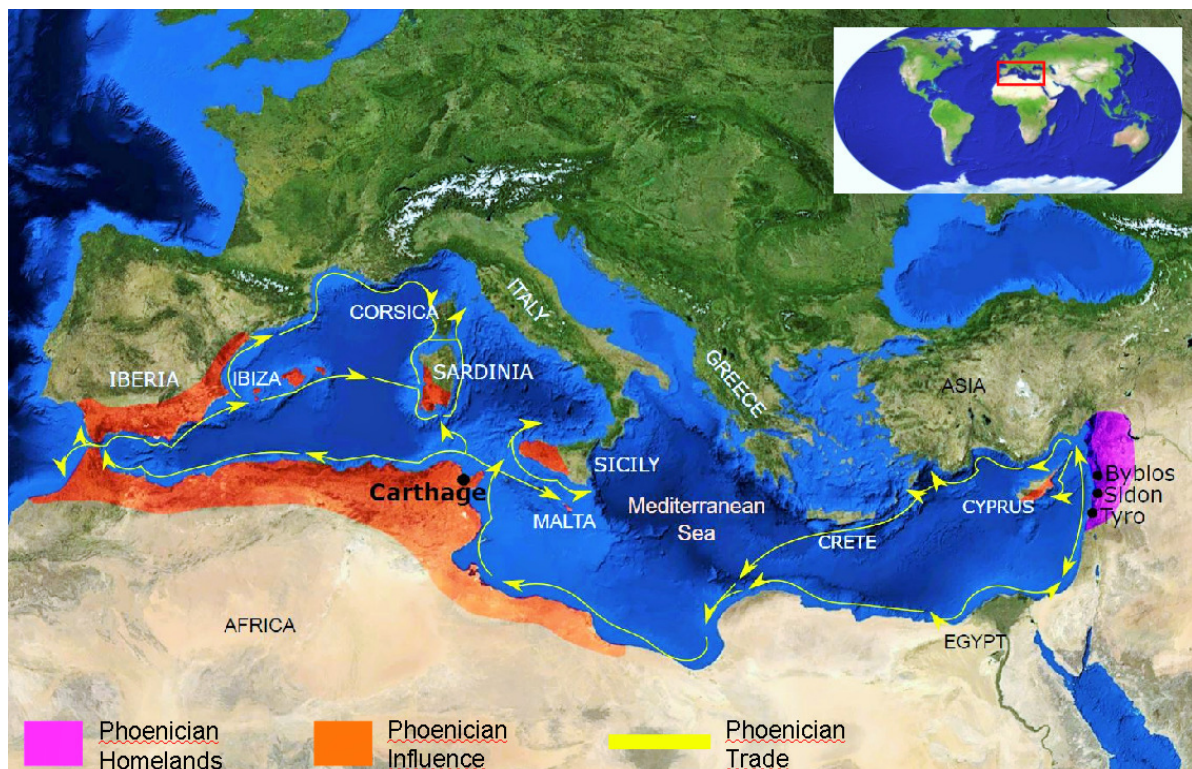 CORSICA
ITALY
GREECE
IBERIA
IBIZA
SARDINIA
ASIA
SICILY
Carthage
MALTA
Mediterranean
Sea
CRETE
CYPRUS
Byblos
Sidon
Tyro
AFRICA
EGYPT
Phoenician
Homelands
Phoenician
Influence
Phoenician
Trade